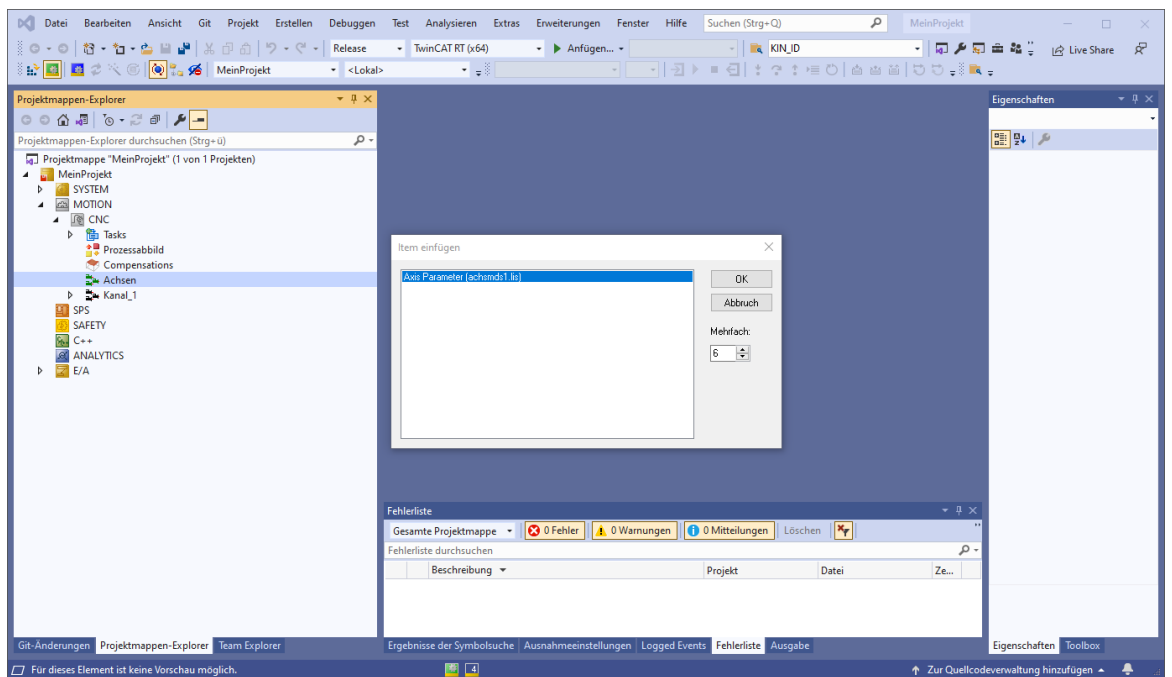 Datei Bearbeiten Ansicht Git Projekt Erstellen Debuggen Test Analysieren Extras Erweiterungen Fenster Hilfe Suchen (Strg+Q) MeinProjekt
Release TwinCAT RT (x64) Anfügen... KIN_ID Live Share
MeinProjekt <Lokal>
Projektmappen-Explorer
Projektmappen-Explorer durchsuchen (Strg+ü)
Projektmappe "MeinProjekt" (1 von 1 Projekten)
MeinProjekt
SYSTEM
MOTION
CNC
Tasks
Prozessabbild
Compensations
Achsen
Kanal_1
SPS
SAFETY
C++
ANALYTICS
E/A
Item einfügen
Axis Parameter (achsmds1.lis)
OK
Abbruch
Mehrfach:
6
Eigenschaften
Fehlerliste
Gesamte Projektmappe 0 Fehler 0 Warnungen 0 Mitteilungen Löschen
Fehlerliste durchsuchen
Beschreibung Projekt Datei Ze...
Git-Änderungen Projektmappen-Explorer Team Explorer
Ergebnisse der Symbolsuche Ausnahmeeinstellungen Logged Events Fehlerliste Ausgabe
Eigenschaften Toolbox
Für dieses Element ist keine Vorschau möglich. 4 Zur Quellcodeverwaltung hinzufügen